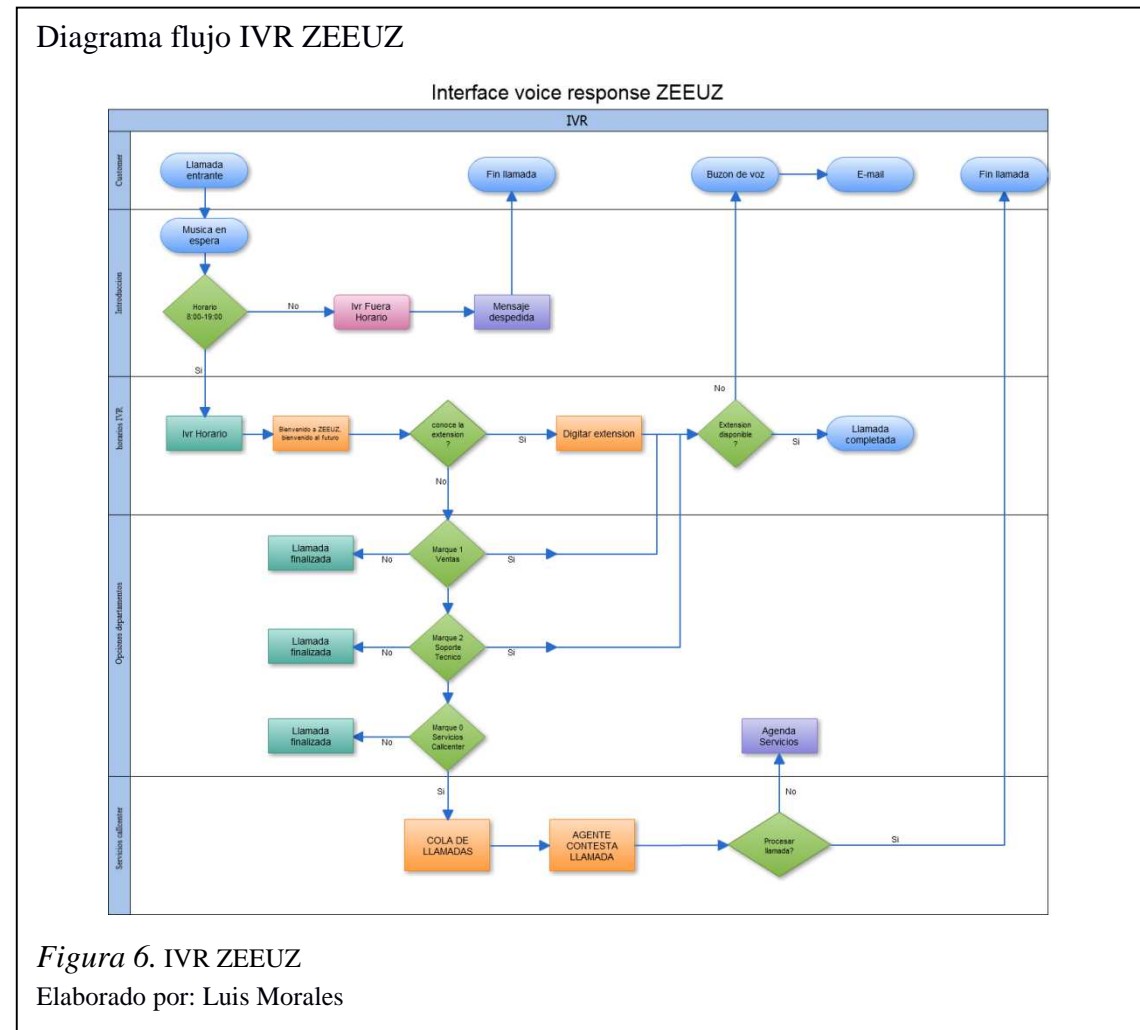 Diagrama flujo IVR ZEEUZ
Interface voice response ZEEUZ
IVR
Customer
Llamada
entrante
Fin llamada
Buzon de voz
E-mail
Fin llamada
Introduccion
Musica en
espera
Horario
8:00-19:00
No
Ivr Fuera
Horario
Mensaje
despedida
Si
horarios IVR
Ivr Horario
Bienvenido a ZEEUZ,
bienvenido al futuro
conoce la
extension
?
Si
Digitar extension
No
Extension
disponible
?
Si
Llamada
completada
No
Opciones departamentos
Llamada
finalizada
No
Marque 1
Ventas
Si
Llamada
finalizada
No
Marque 2
Soporte
Tecnico
Si
Llamada
finalizada
No
Marque 0
Servicios
Callcenter
Agenda
Servicios
Servicios callcenter
Si
No
COLA DE
LLAMADAS
AGENTE
CONTESTA
LLAMADA
Procesar
llamada?
Si
Figura 6. IVR ZEEUZ
Elaborado por: Luis Morales